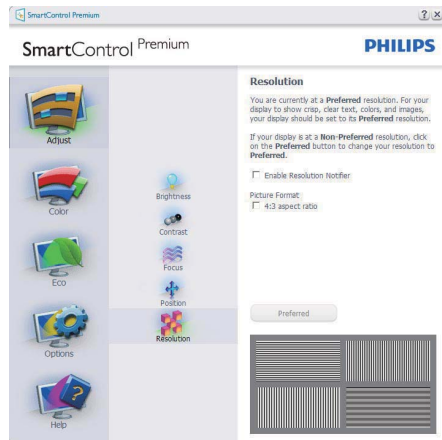 SmartControl Premium
SmartControl Premium
PHILIPS
Adjust
Color
Eco
Options
Help
Brightness
Contrast
Focus
Position
Resolution
Resolution
You are currently at a Preferred resolution. For your
display to show crisp, clear text, colors, and images,
your display should be set to its Preferred resolution.
If your display is at a Non-Preferred resolution, click
on the Preferred button to change your resolution to
Preferred.
Enable Resolution Notifier
Picture Format
4:3 aspect ratio
Preferred